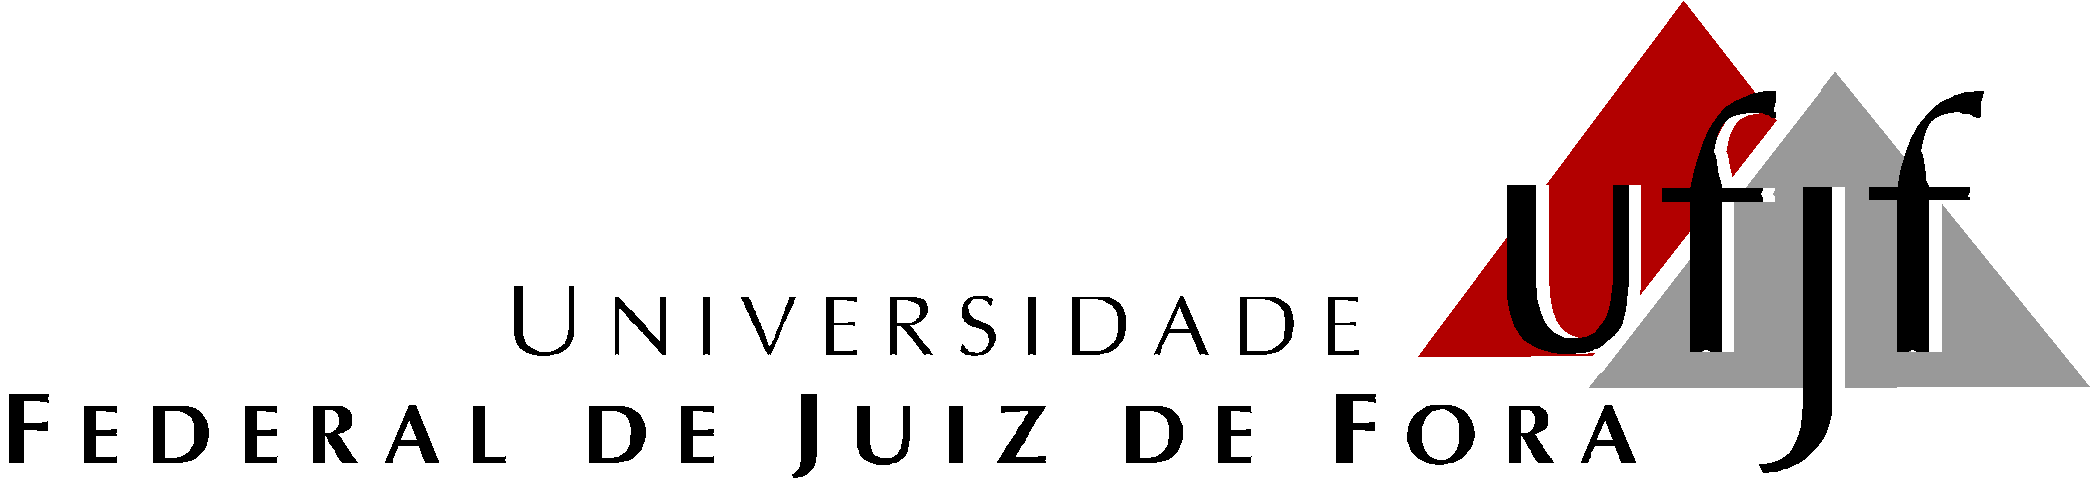 ufjf
UNIVERSIDADE
FEDERAL DE JUIZ DE FORA